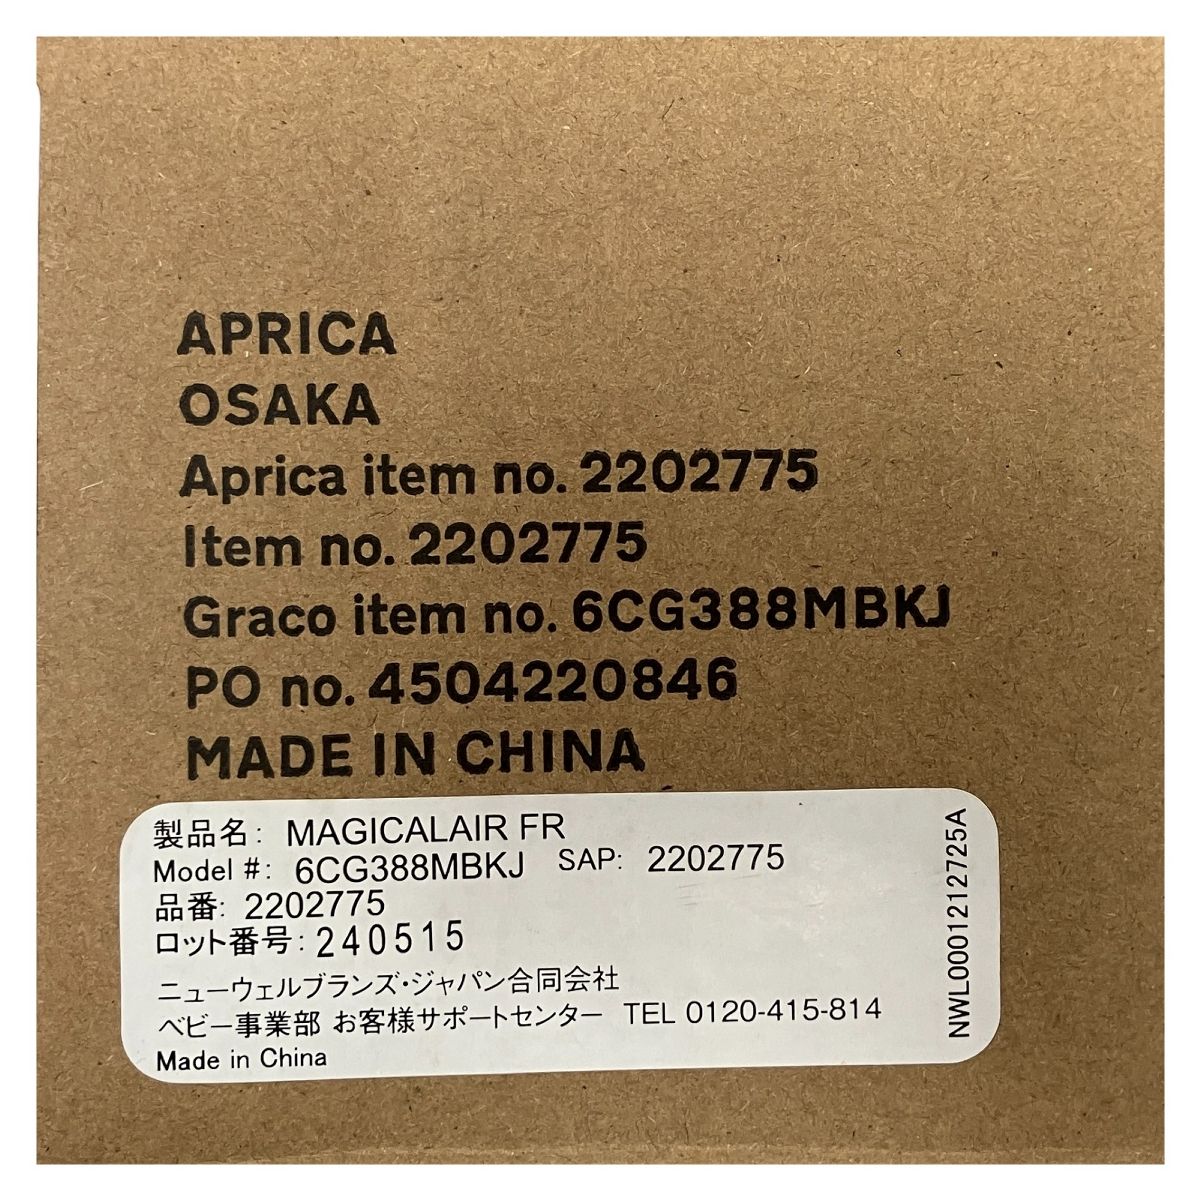 APRICA
OSAKA
Aprica item no. 2202775
Item no. 2202775
Graco item no. 6CG388MBKJ
PO no. 4504220846
MADE IN CHINA
製品名: MAGICALAIR FR
Model #: 6CG388MBKJ SAP: 2202775
品番: 2202775
ロット番号: 240515
ニューウェルブランズ・ジャパン合同会社
ベビー事業部 お客様サポートセンター TEL 0120-415-814
Made in China
NWL00012127725A